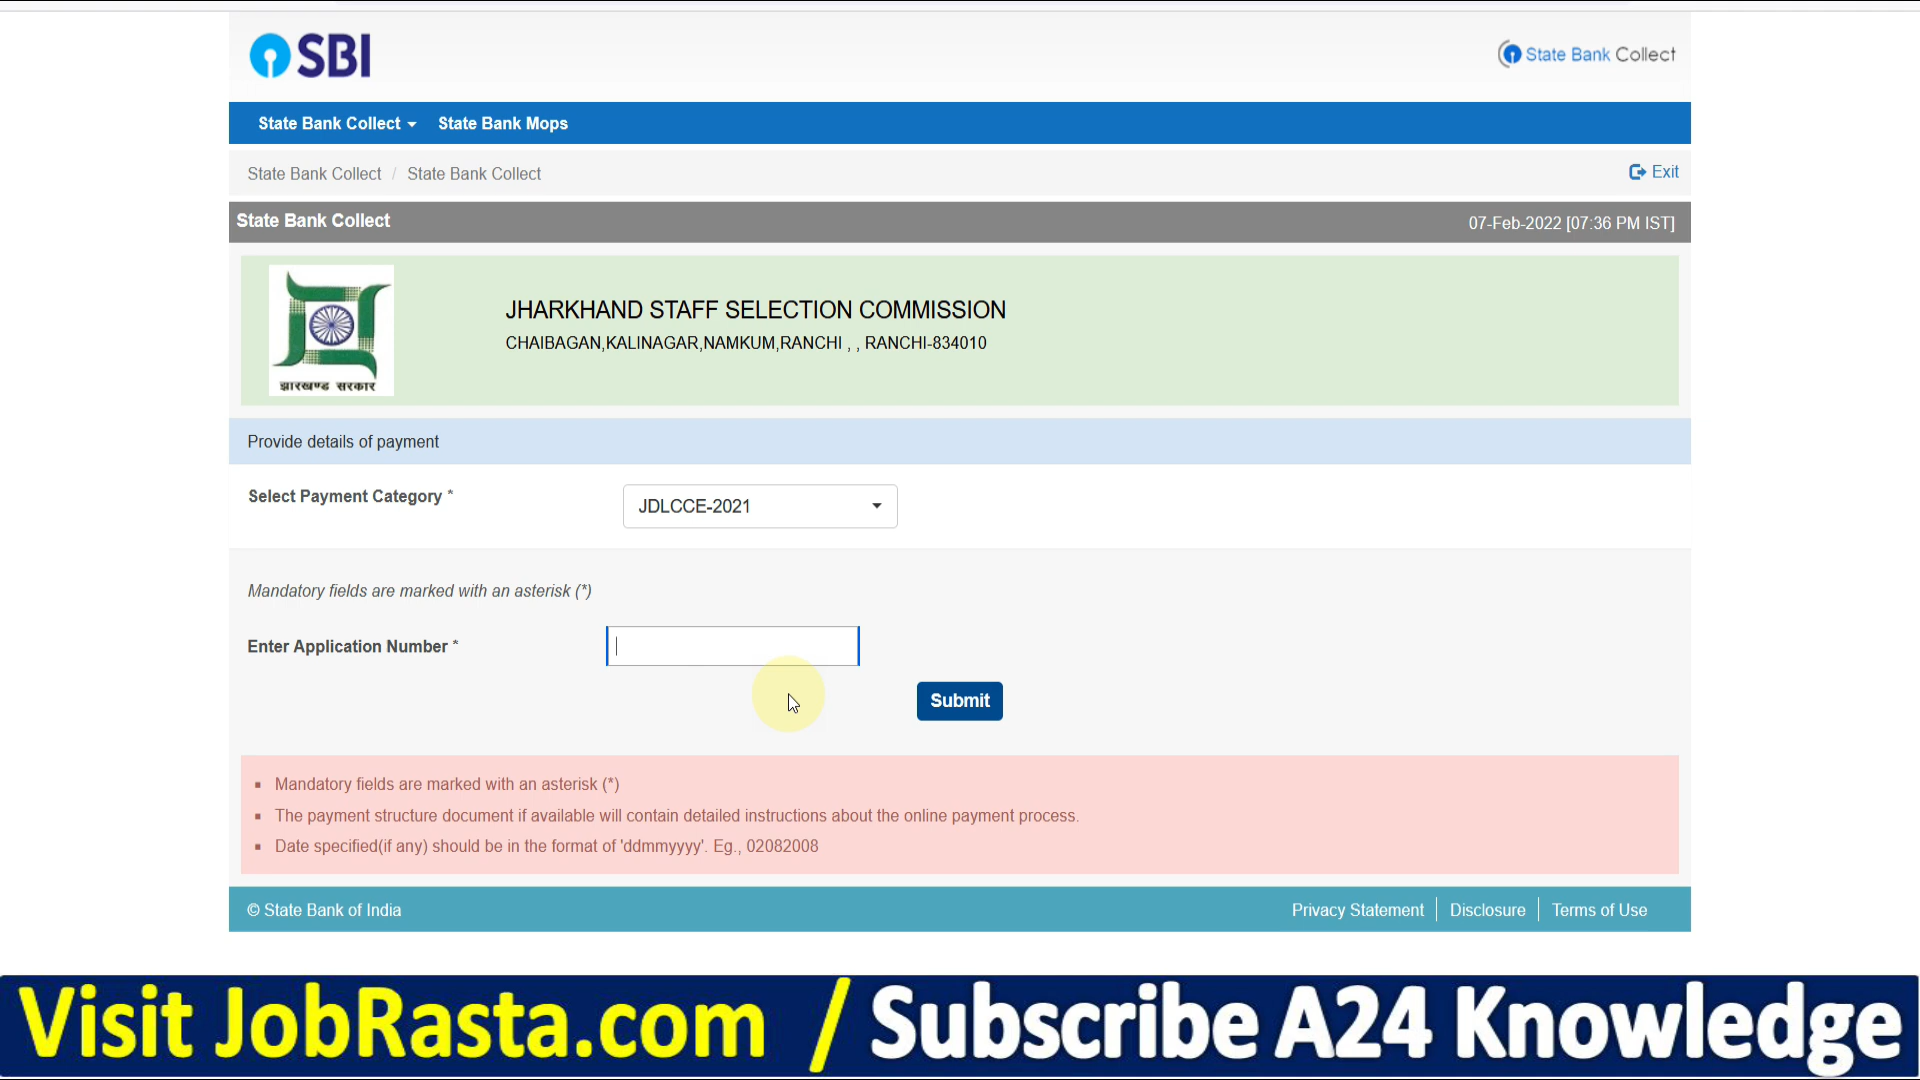 SBI
State Bank Collect
State Bank Collect State Bank Mops
State Bank Collect / State Bank Collect
Exit
State Bank Collect
07-Feb-2022 [07:36 PM IST]
झारखण्ड सरकार
JHARKHAND STAFF SELECTION COMMISSION
CHAIBAGAN,KALINAGAR,NAMKUM,RANCHI , , RANCHI-834010
Provide details of payment
Select Payment Category *
JDLCCE-2021
Mandatory fields are marked with an asterisk (*)
Enter Application Number *
Submit
Mandatory fields are marked with an asterisk (*)
The payment structure document if available will contain detailed instructions about the online payment process.
Date specified(if any) should be in the format of 'ddmmyyyy'. Eg., 02082008
© State Bank of India
Privacy Statement Disclosure Terms of Use
Visit JobRasta.com / Subscribe A24 Knowledge